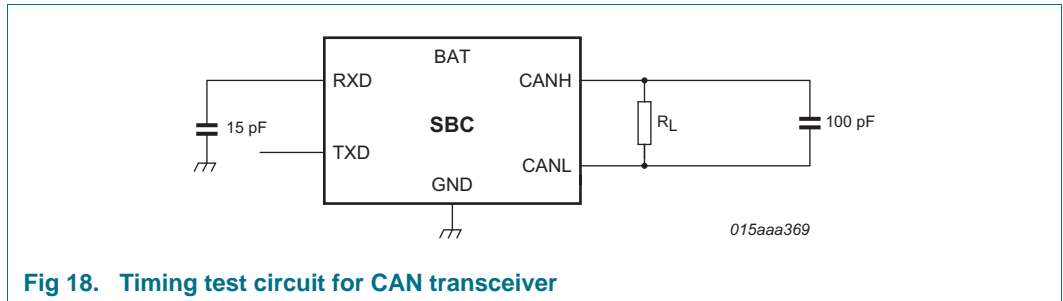 BAT
RXD
CANH
15 pF
SBC
RL
100 pF
TXD
CANL
GND
015aaa369
Fig 18. Timing test circuit for CAN transceiver